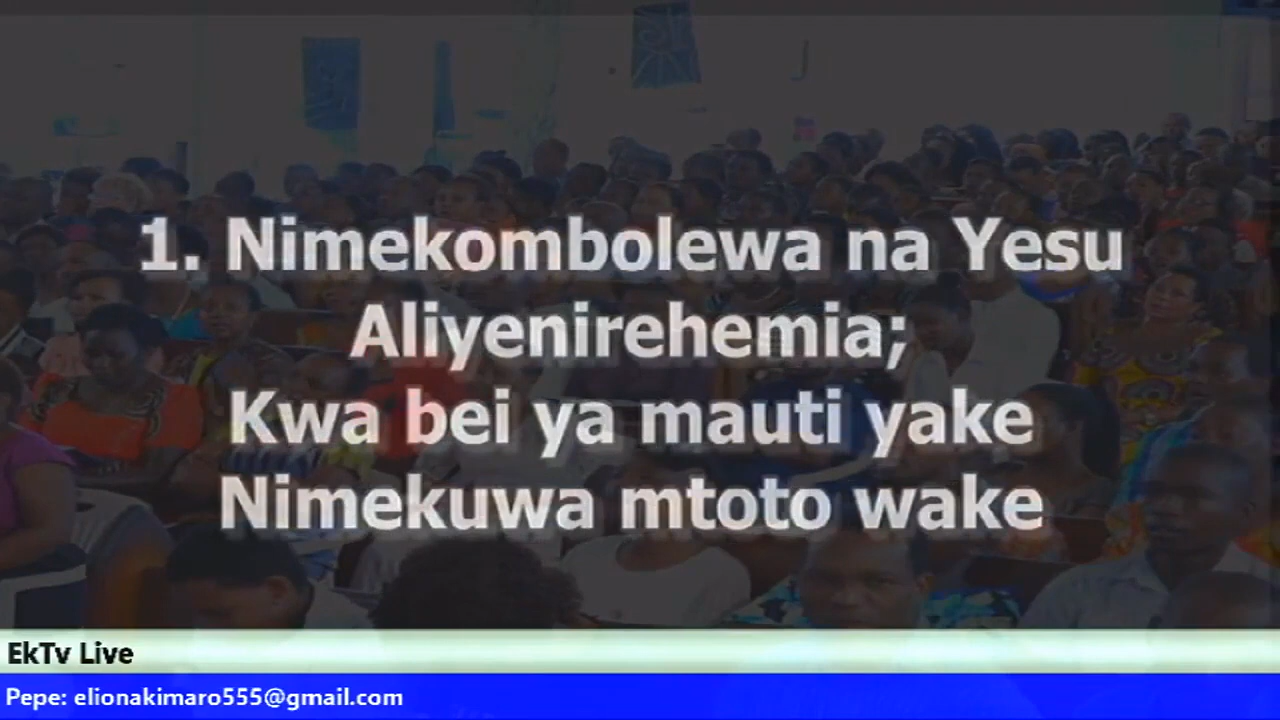 1. Nimekombolewa na Yesu
Aliyenirehemia;
Kwa bei ya mauti yake
Nimekuwa mtoto wake
EkTv Live
Pepe: elionakimaro555@gmail.com